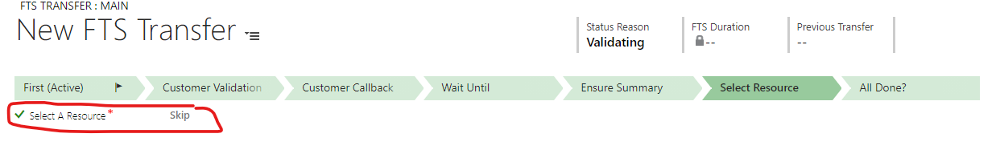 FTS TRANSFER : MAIN
New FTS Transfer
Status Reason
Validating
FTS Duration
--
Previous Transfer
--
First (Active)
Customer Validation
Customer Callback
Wait Until
Ensure Summary
Select Resource
All Done?
Select A Resource*
Skip